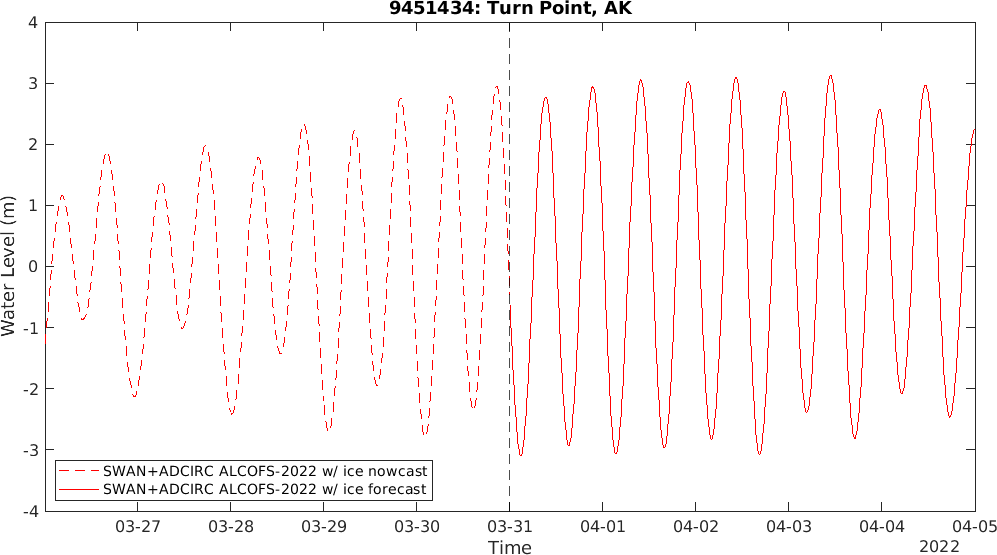 9451434: Turn Point, AK
4
3
2
1
0
-1
-2
-3
-4
Water Level (m)
SWAN+ADCIRC ALCOFS-2022 w/ ice nowcast
SWAN+ADCIRC ALCOFS-2022 w/ ice forecast
03-27 03-28 03-29 03-30 03-31 04-01 04-02 04-03 04-04 04-05
Time
2022